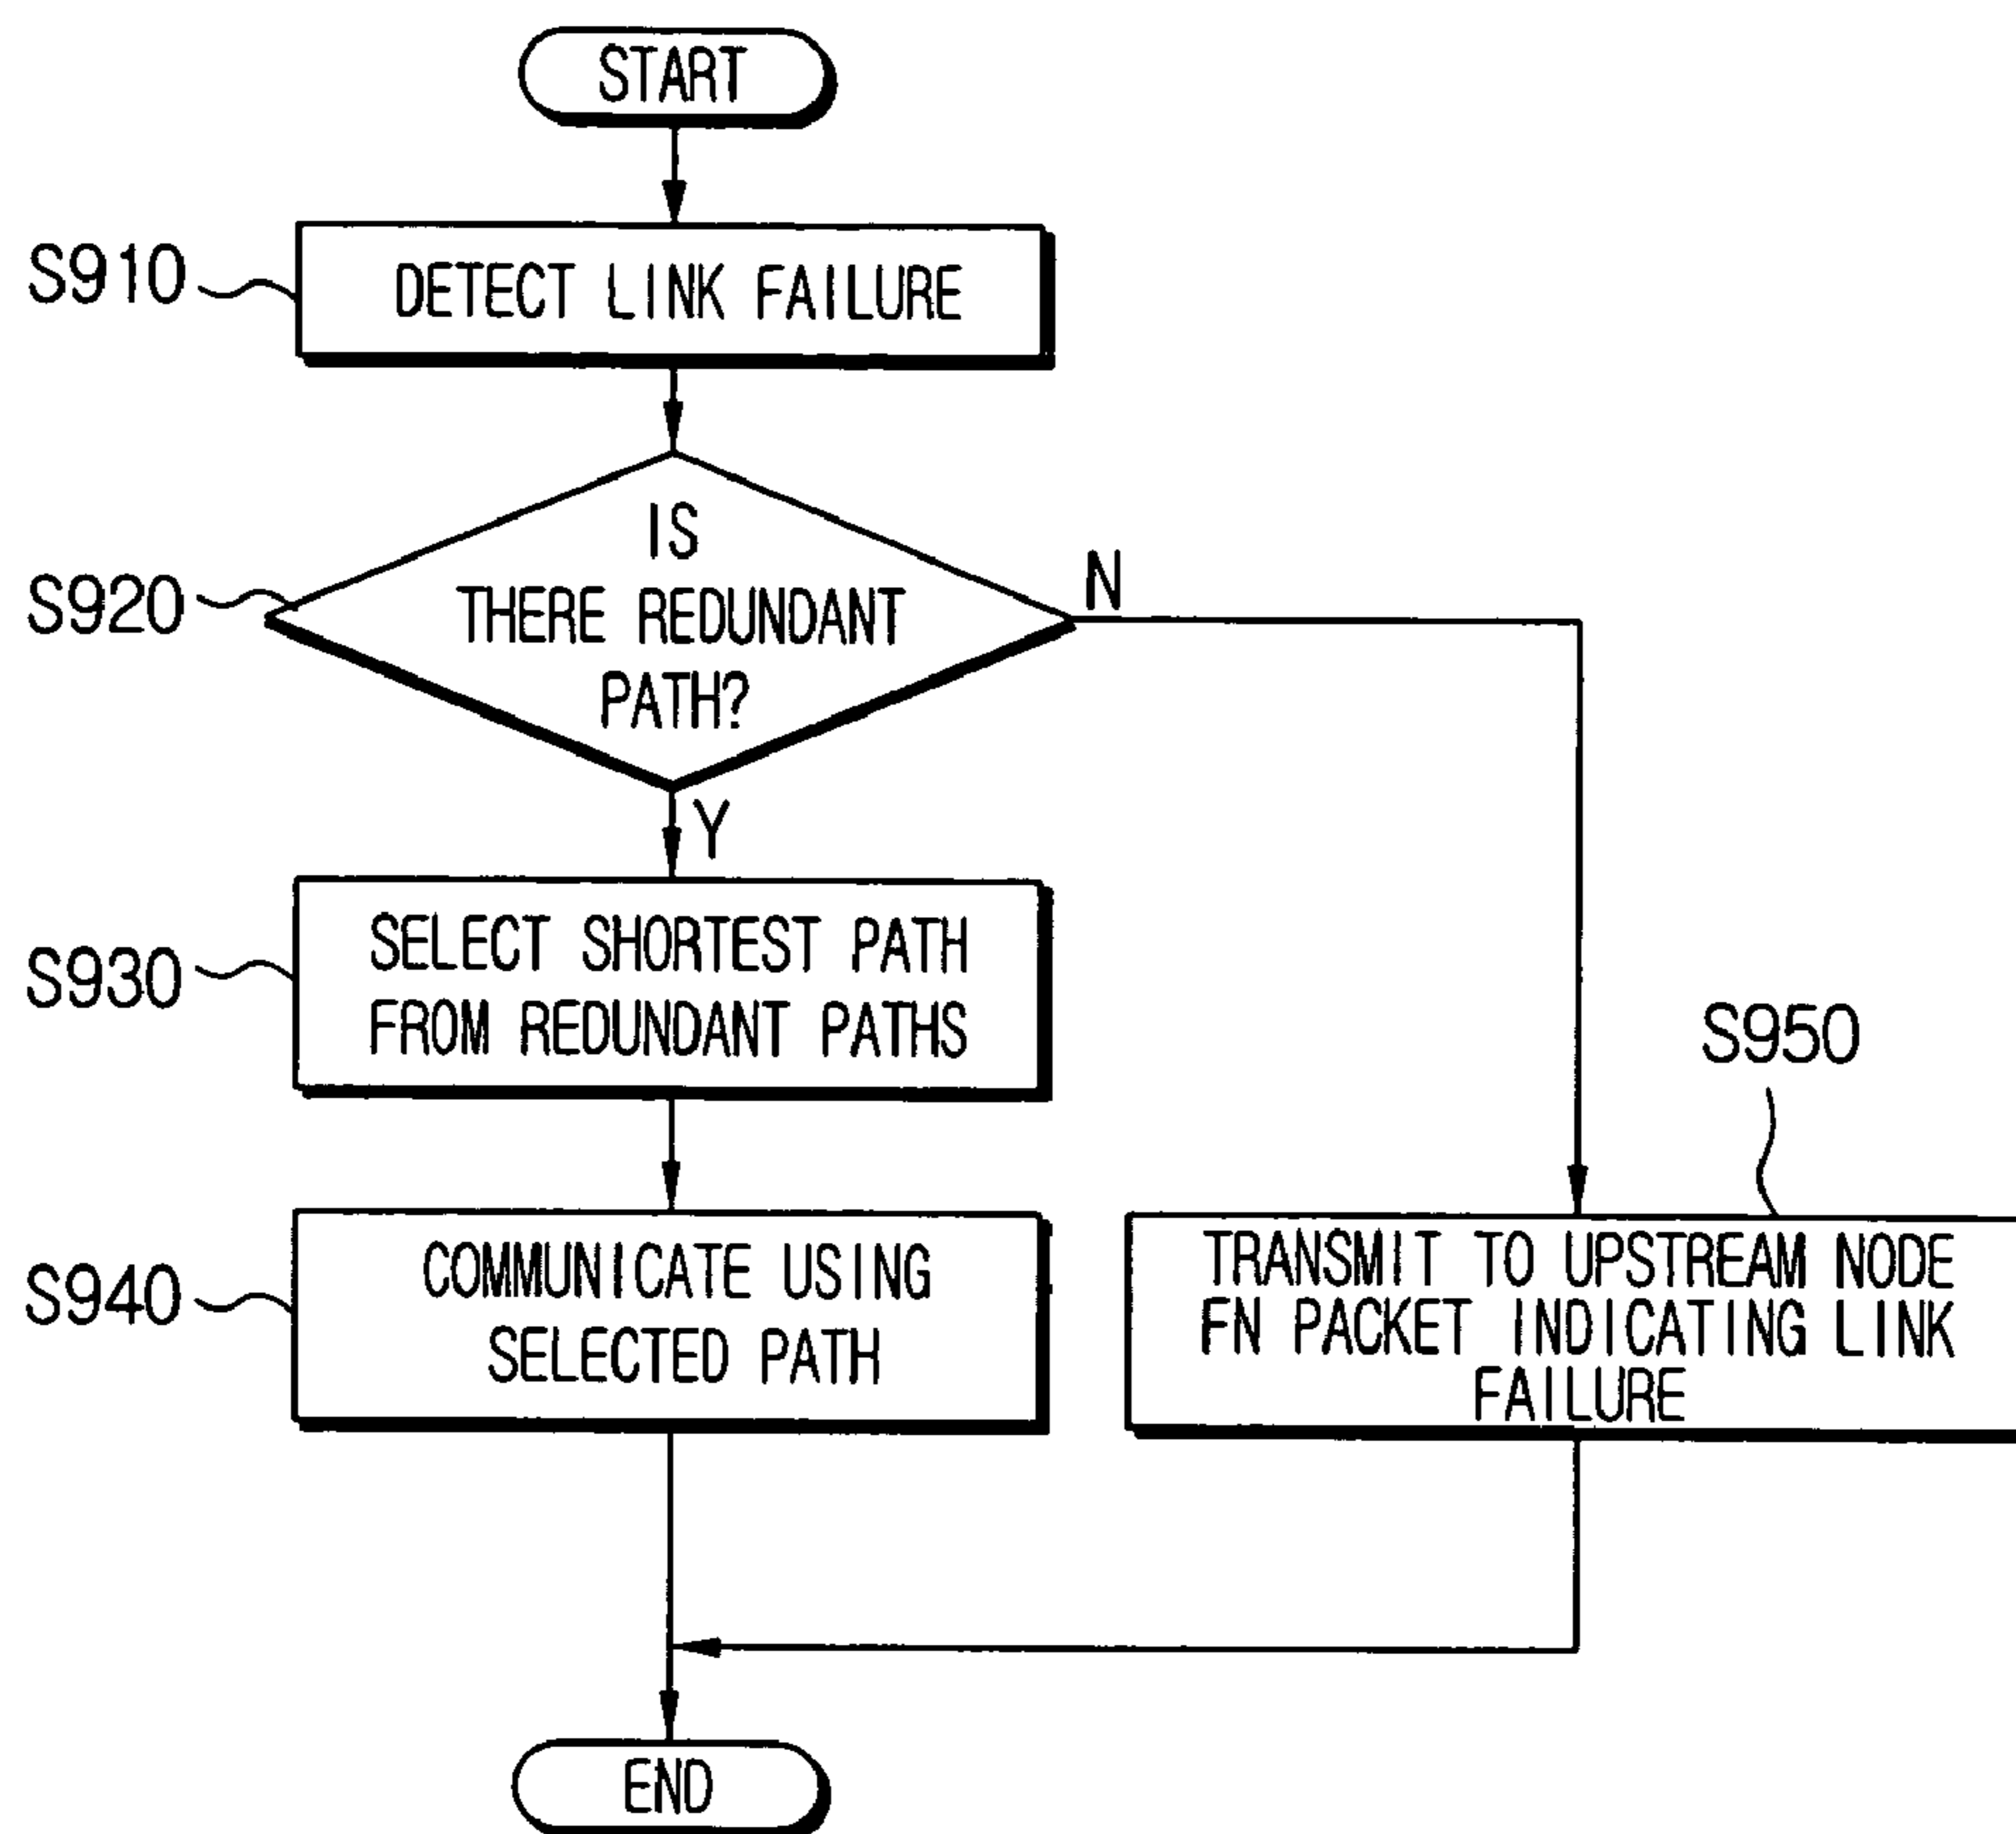 START
S910
DETECT LINK FAILURE
S920
IS
THERE REDUNDANT
PATH?
N
Y
S930
SELECT SHORTEST PATH
FROM REDUNDANT PATHS
S950
S940
COMMUNICATE USING
SELECTED PATH
TRANSMIT TO UPSTREAM NODE
FN PACKET INDICATING LINK
FAILURE
END